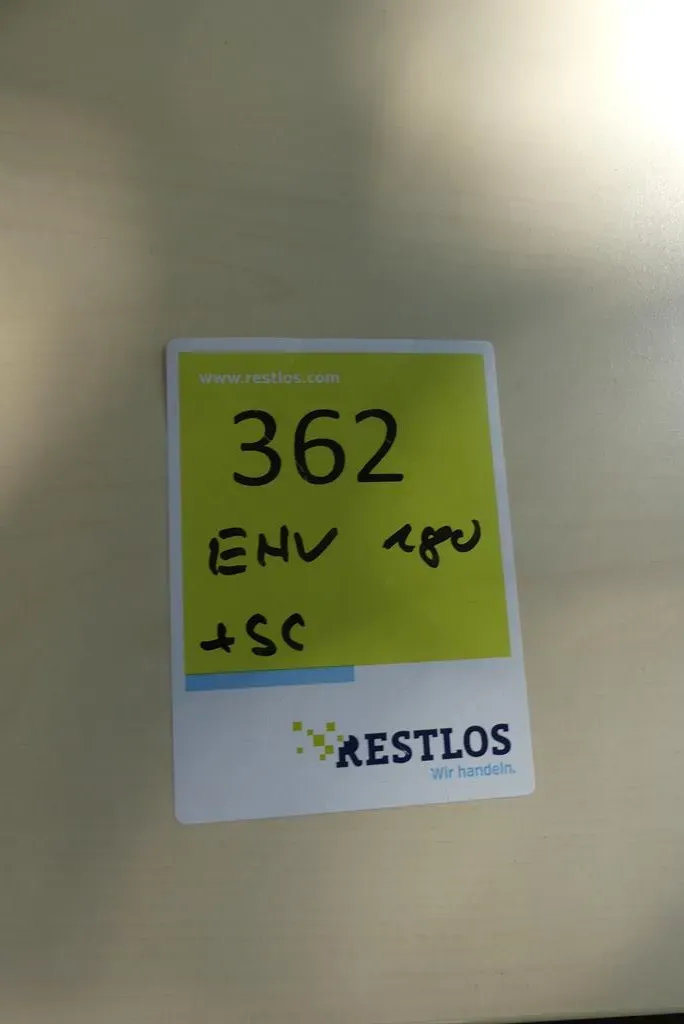 www.restlos.com
362
EHV 180
+SC
RESTLOS
Wir handeln.